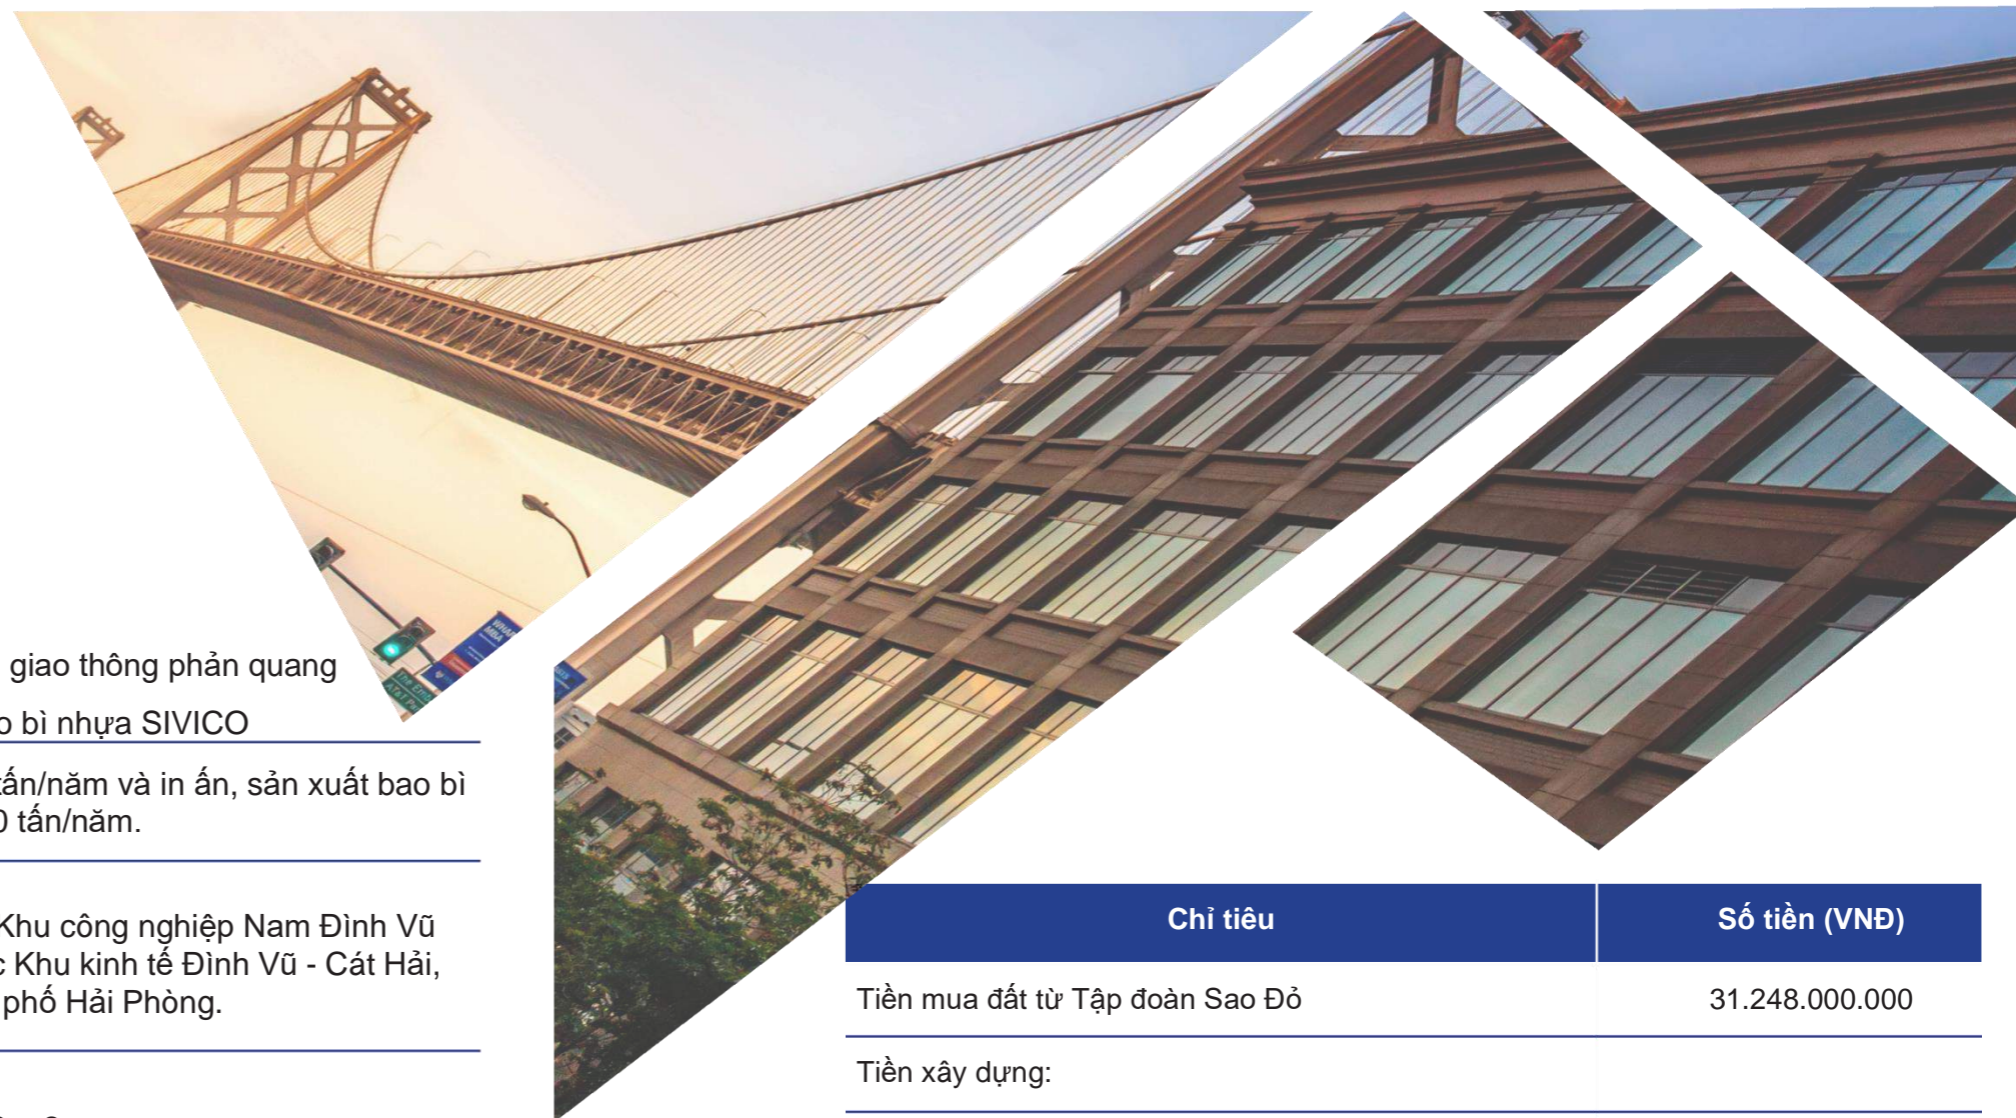 giao thông phản quang
bì nhựa SIVICO
tấn/năm và in ấn, sản xuất bao bì
tấn/năm.
Khu công nghiệp Nam Đình Vũ
Khu kinh tế Đình Vũ - Cát Hải,
phố Hải Phòng.
Chỉ tiêu	Số tiền (VNĐ)
Tiền mua đất từ Tập đoàn Sao Đỏ	31.248.000.000
Tiền xây dựng: